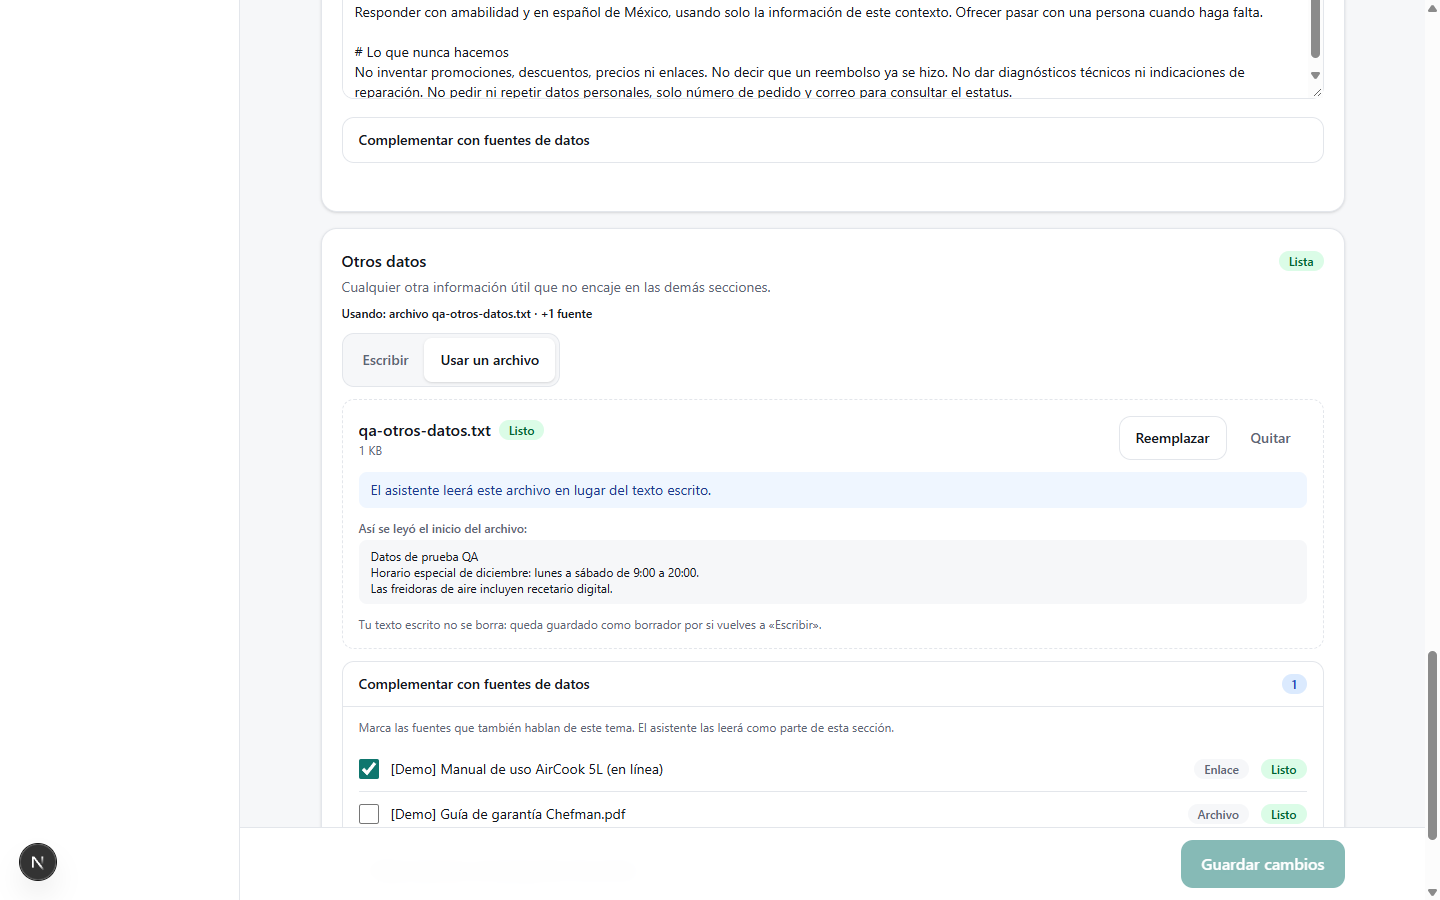 Responder con amabilidad y en español de México, usando solo la información de este contexto. Ofrecer pasar con una persona cuando haga falta.
# Lo que nunca hacemos
No inventar promociones, descuentos, precios ni enlaces. No decir que un reembolso ya se hizo. No dar diagnósticos técnicos ni indicaciones de
reparación. No pedir ni repetir datos personales, solo número de pedido y correo para consultar el estatus.
Complementar con fuentes de datos
Otros datos
Lista
Cualquier otra información útil que no encaje en las demás secciones.
Usando: archivo qa-otros-datos.txt · +1 fuente
Escribir
Usar un archivo
qa-otros-datos.txt
Listo
1 KB
Reemplazar
Quitar
El asistente leerá este archivo en lugar del texto escrito.
Así se leyó el inicio del archivo:
Datos de prueba QA
Horario especial de diciembre: lunes a sábado de 9:00 a 20:00.
Las freidoras de aire incluyen recetario digital.
Tu texto escrito no se borra: queda guardado como borrador por si vuelves a «Escribir».
Complementar con fuentes de datos
1
Marca las fuentes que también hablan de este tema. El asistente las leerá como parte de esta sección.
[Demo] Manual de uso AirCook 5L (en línea)
Enlace
Listo
[Demo] Guía de garantía Chefman.pdf
Archivo
Listo
N
Guardar cambios